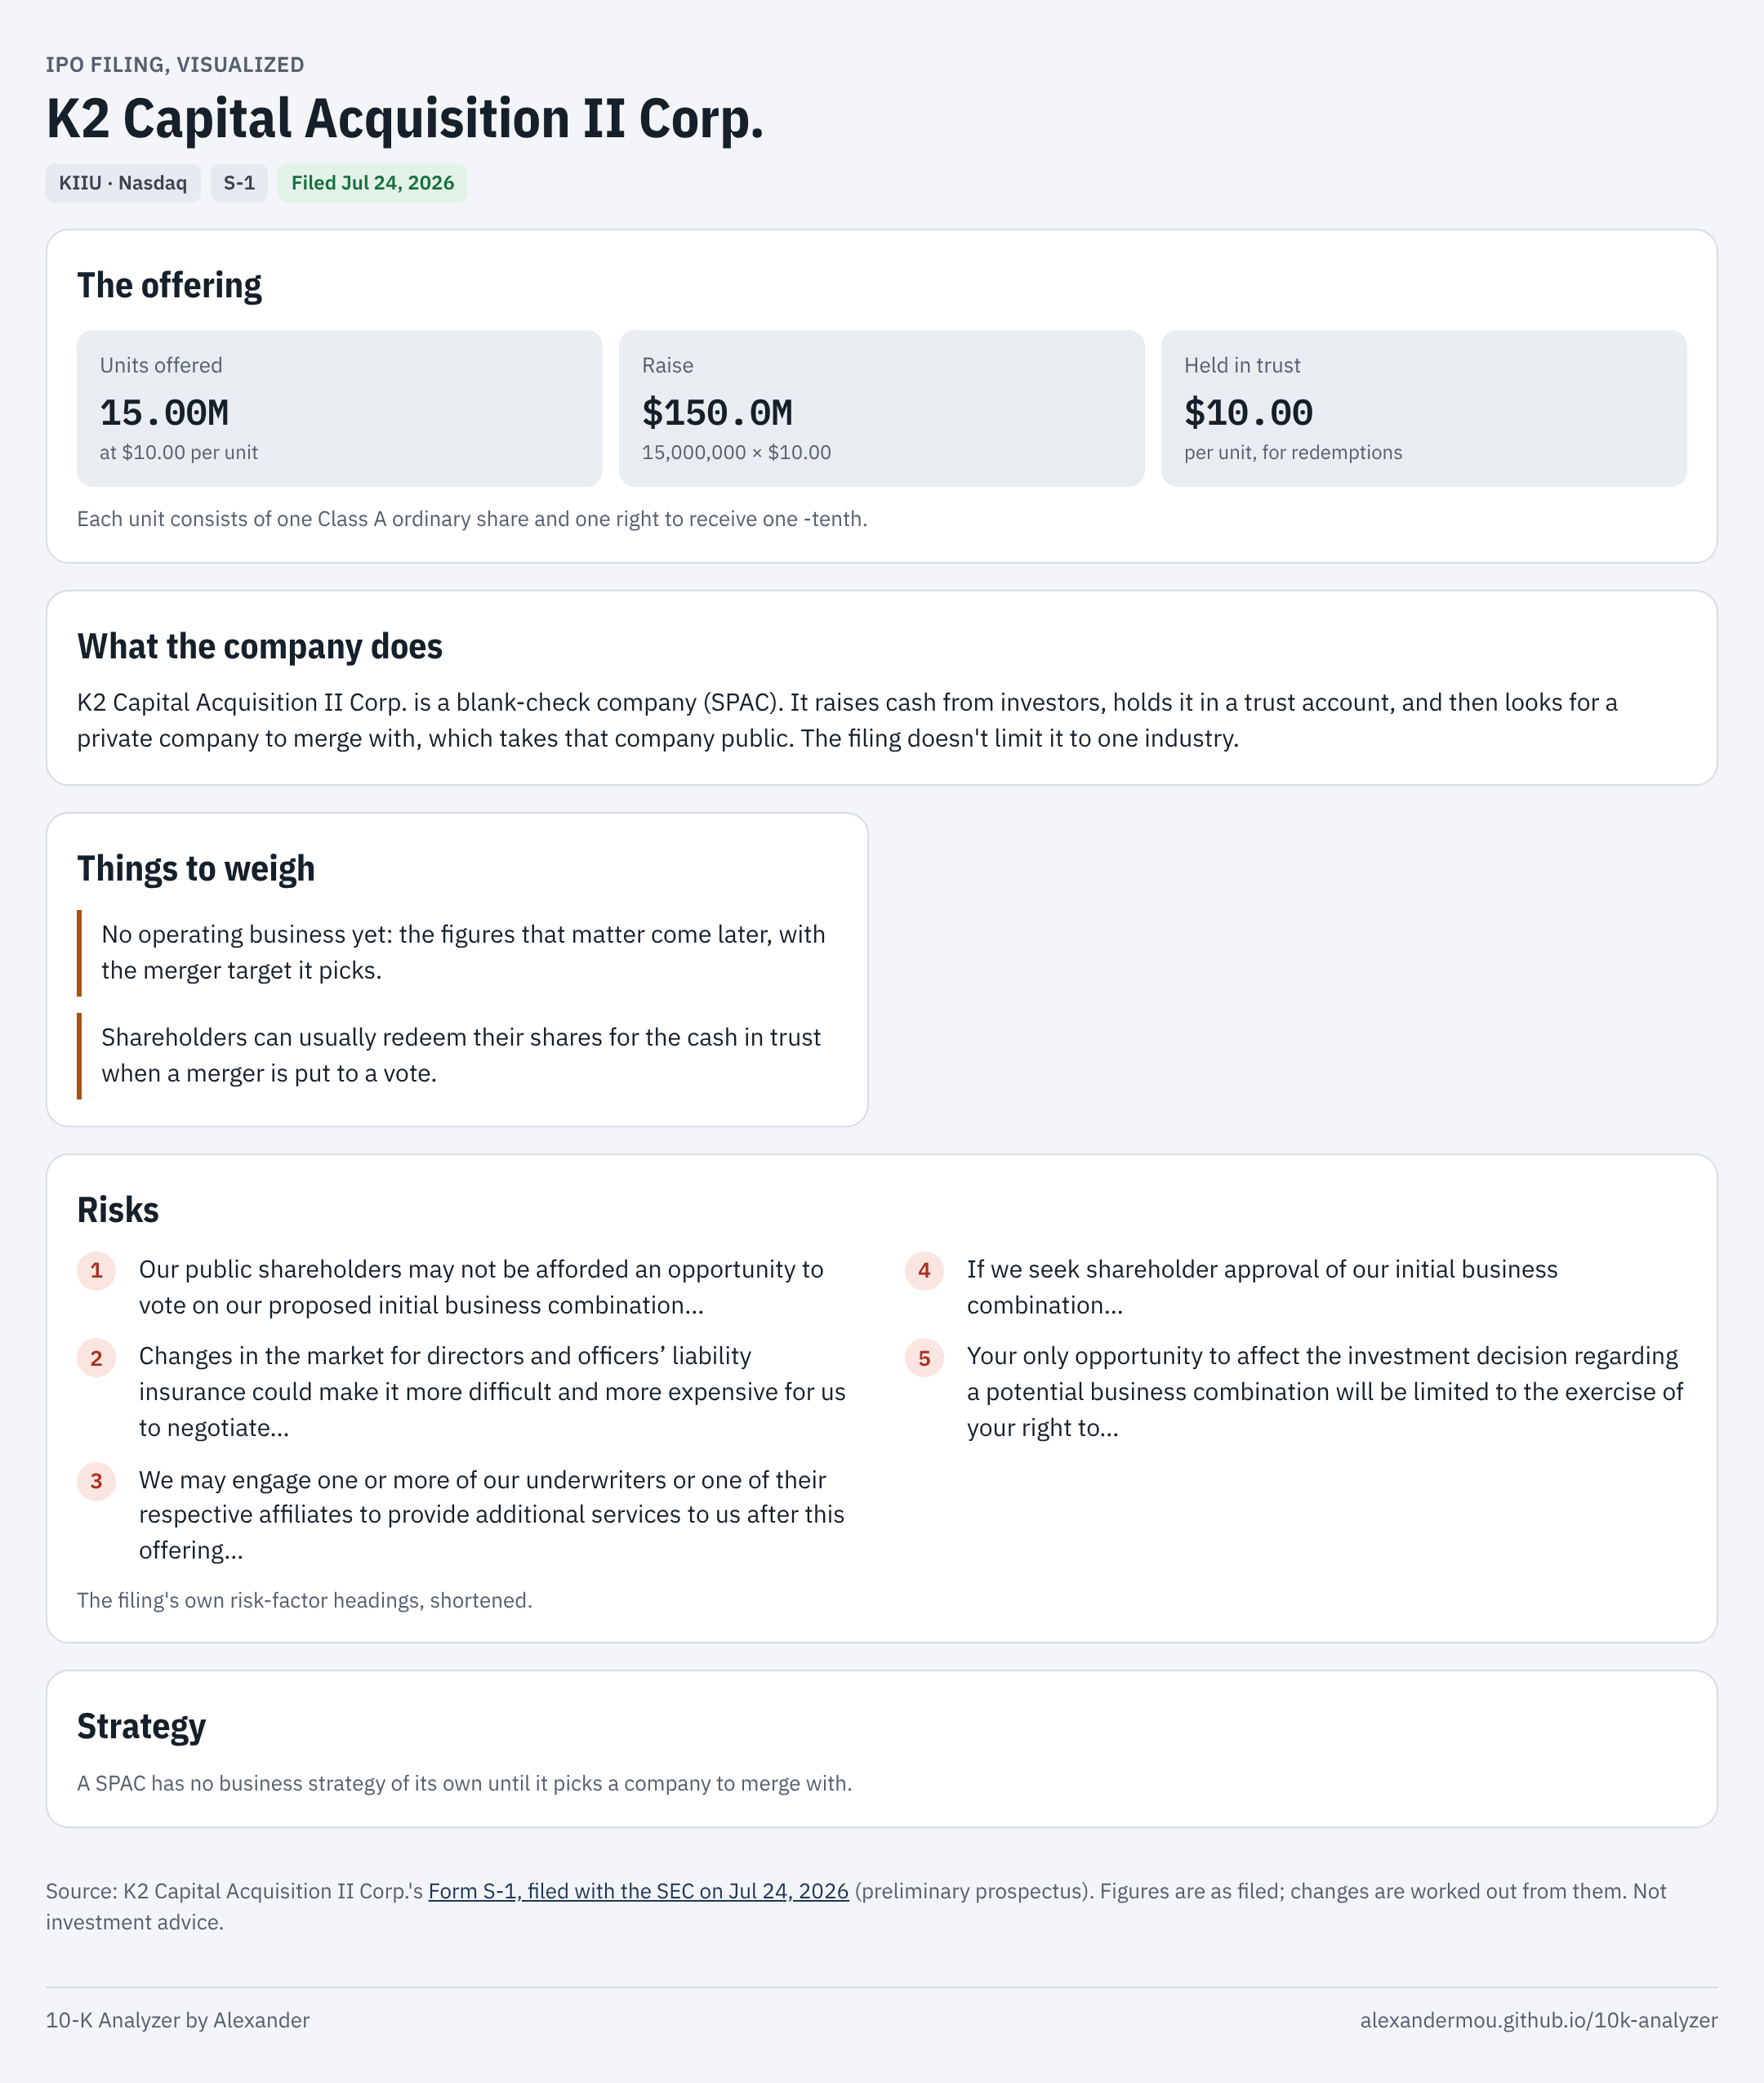 IPO FILING, VISUALIZED
K2 Capital Acquisition II Corp.
KIIU · Nasdaq
S-1
Filed Jul 24, 2026
The offering
Units offered
15.00M
at $10.00 per unit
Raise
$150.0M
15,000,000 × $10.00
Held in trust
$10.00
per unit, for redemptions
Each unit consists of one Class A ordinary share and one right to receive one -tenth.
What the company does
K2 Capital Acquisition II Corp. is a blank-check company (SPAC). It raises cash from investors, holds it in a trust account, and then looks for a
private company to merge with, which takes that company public. The filing doesn't limit it to one industry.
Things to weigh
No operating business yet: the figures that matter come later, with
the merger target it picks.
Shareholders can usually redeem their shares for the cash in trust
when a merger is put to a vote.
Risks
1
Our public shareholders may not be afforded an opportunity to
vote on our proposed initial business combination…
2
Changes in the market for directors and officers’ liability
insurance could make it more difficult and more expensive for us
to negotiate…
3
We may engage one or more of our underwriters or one of their
respective affiliates to provide additional services to us after this
offering…
4
If we seek shareholder approval of our initial business
combination…
5
Your only opportunity to affect the investment decision regarding
a potential business combination will be limited to the exercise of
your right to…
The filing's own risk-factor headings, shortened.
Strategy
A SPAC has no business strategy of its own until it picks a company to merge with.
Source: K2 Capital Acquisition II Corp.'s Form S-1, filed with the SEC on Jul 24, 2026 (preliminary prospectus). Figures are as filed; changes are worked out from them. Not
investment advice.
10-K Analyzer by Alexander
alexandermou.github.io/10k-analyzer